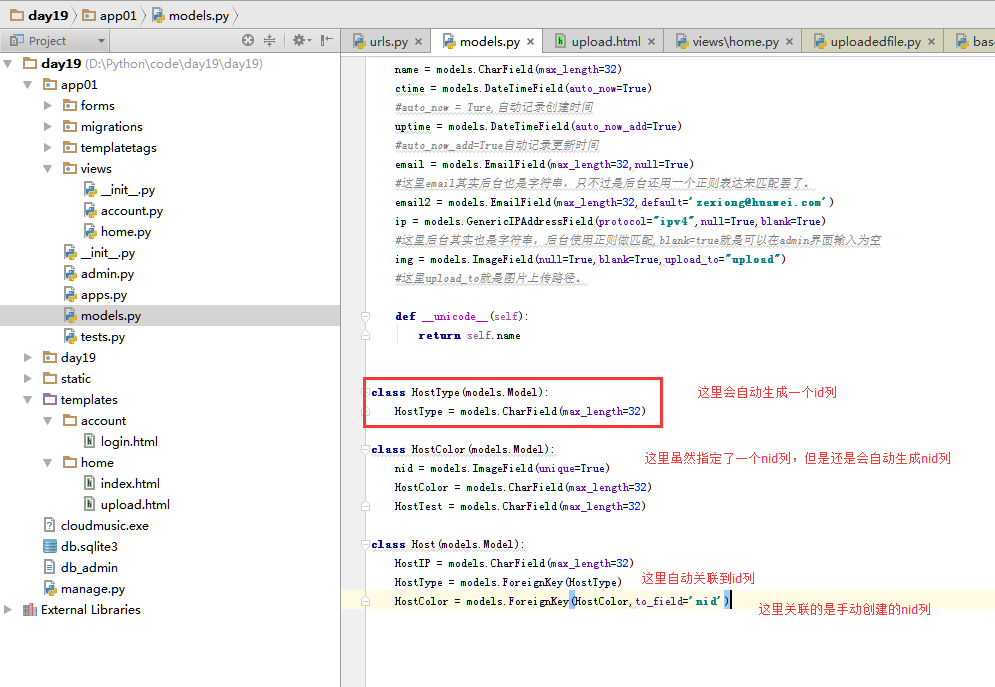 day19 app01 models.py
Project
urls.py models.py upload.html views\home.py uploadedfile.py bas
day19 (D:\Python\code\day19\day19)
app01
forms
migrations
templatetags
views
__init__.py
account.py
home.py
__init__.py
admin.py
apps.py
models.py
tests.py
day19
static
templates
account
login.html
home
index.html
upload.html
cloudmusic.exe
db.sqlite3
db_admin
manage.py
External Libraries
name = models.CharField(max_length=32)
ctime = models.DateTimeField(auto_now=True)
#auto_now = Ture,自动记录创建时间
uptime = models.DateTimeField(auto_now_add=True)
#auto_now_add=True自动记录更新时间
email = models.EmailField(max_length=32,null=True)
#这里email其实后台也是字符串，只不过是后台还用一个正则表达来匹配罢了。
email2 = models.EmailField(max_length=32,default='zexiong@huawei.com')
ip = models.GenericIPAddressField(protocol="ipv4",null=True,blank=True)
#这里后台其实也是字符串，后台使用正则做匹配,blank=true就是可以在admin界面输入为空
img = models.ImageField(null=True,blank=True,upload_to="upload")
#这里upload_to就是图片上传路径。
def __unicode__(self):
return self.name
class HostType(models.Model):
这里会自动生成一个id列
HostType = models.CharField(max_length=32)
class HostColor(models.Model):
这里虽然指定了一个nid列，但是还是会自动生成nid列
nid = models.ImageField(unique=True)
HostColor = models.CharField(max_length=32)
HostTest = models.CharField(max_length=32)
class Host(models.Model):
HostIP = models.CharField(max_length=32)
HostType = models.ForeignKey(HostType)
这里自动关联到id列
HostColor = models.ForeignKey(HostColor,to_field='nid')
这里关联的是手动创建的nid列